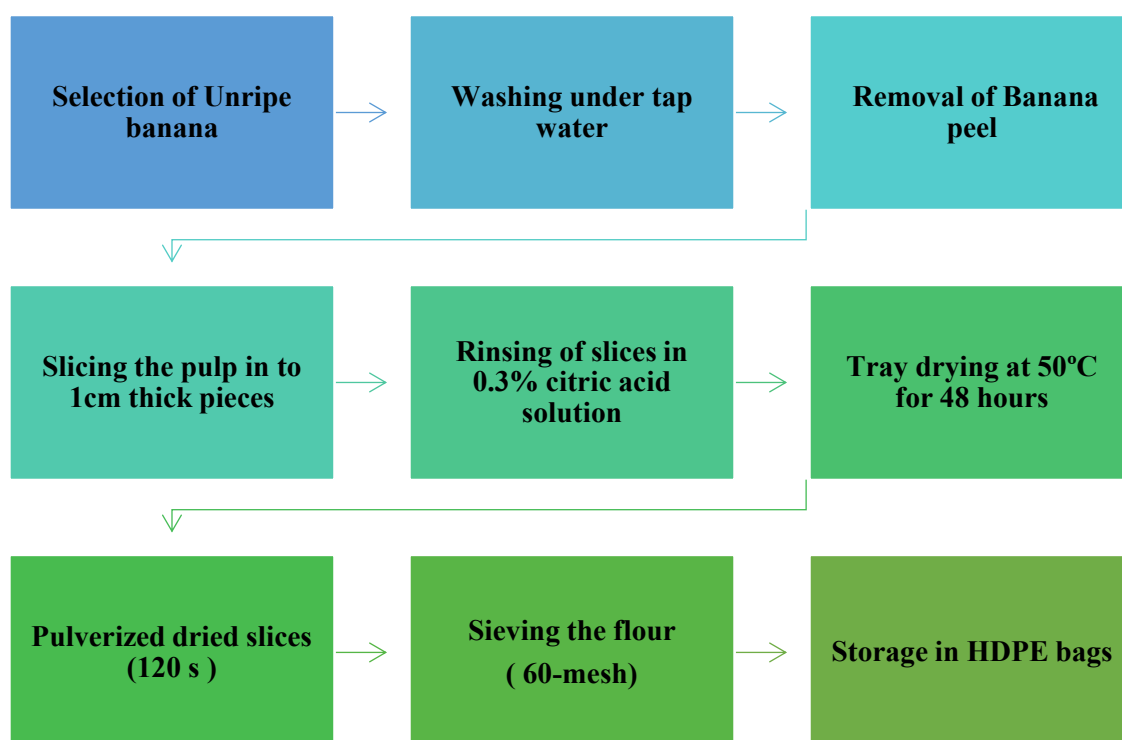 Selection of Unripe
banana
Washing under tap
water
Removal of Banana
peel
Slicing the pulp in to
1cm thick pieces
Rinsing of slices in
0.3% citric acid
solution
Tray drying at 50ºC
for 48 hours
Pulverized dried slices
(120 s )
Sieving the flour
( 60-mesh)
Storage in HDPE bags